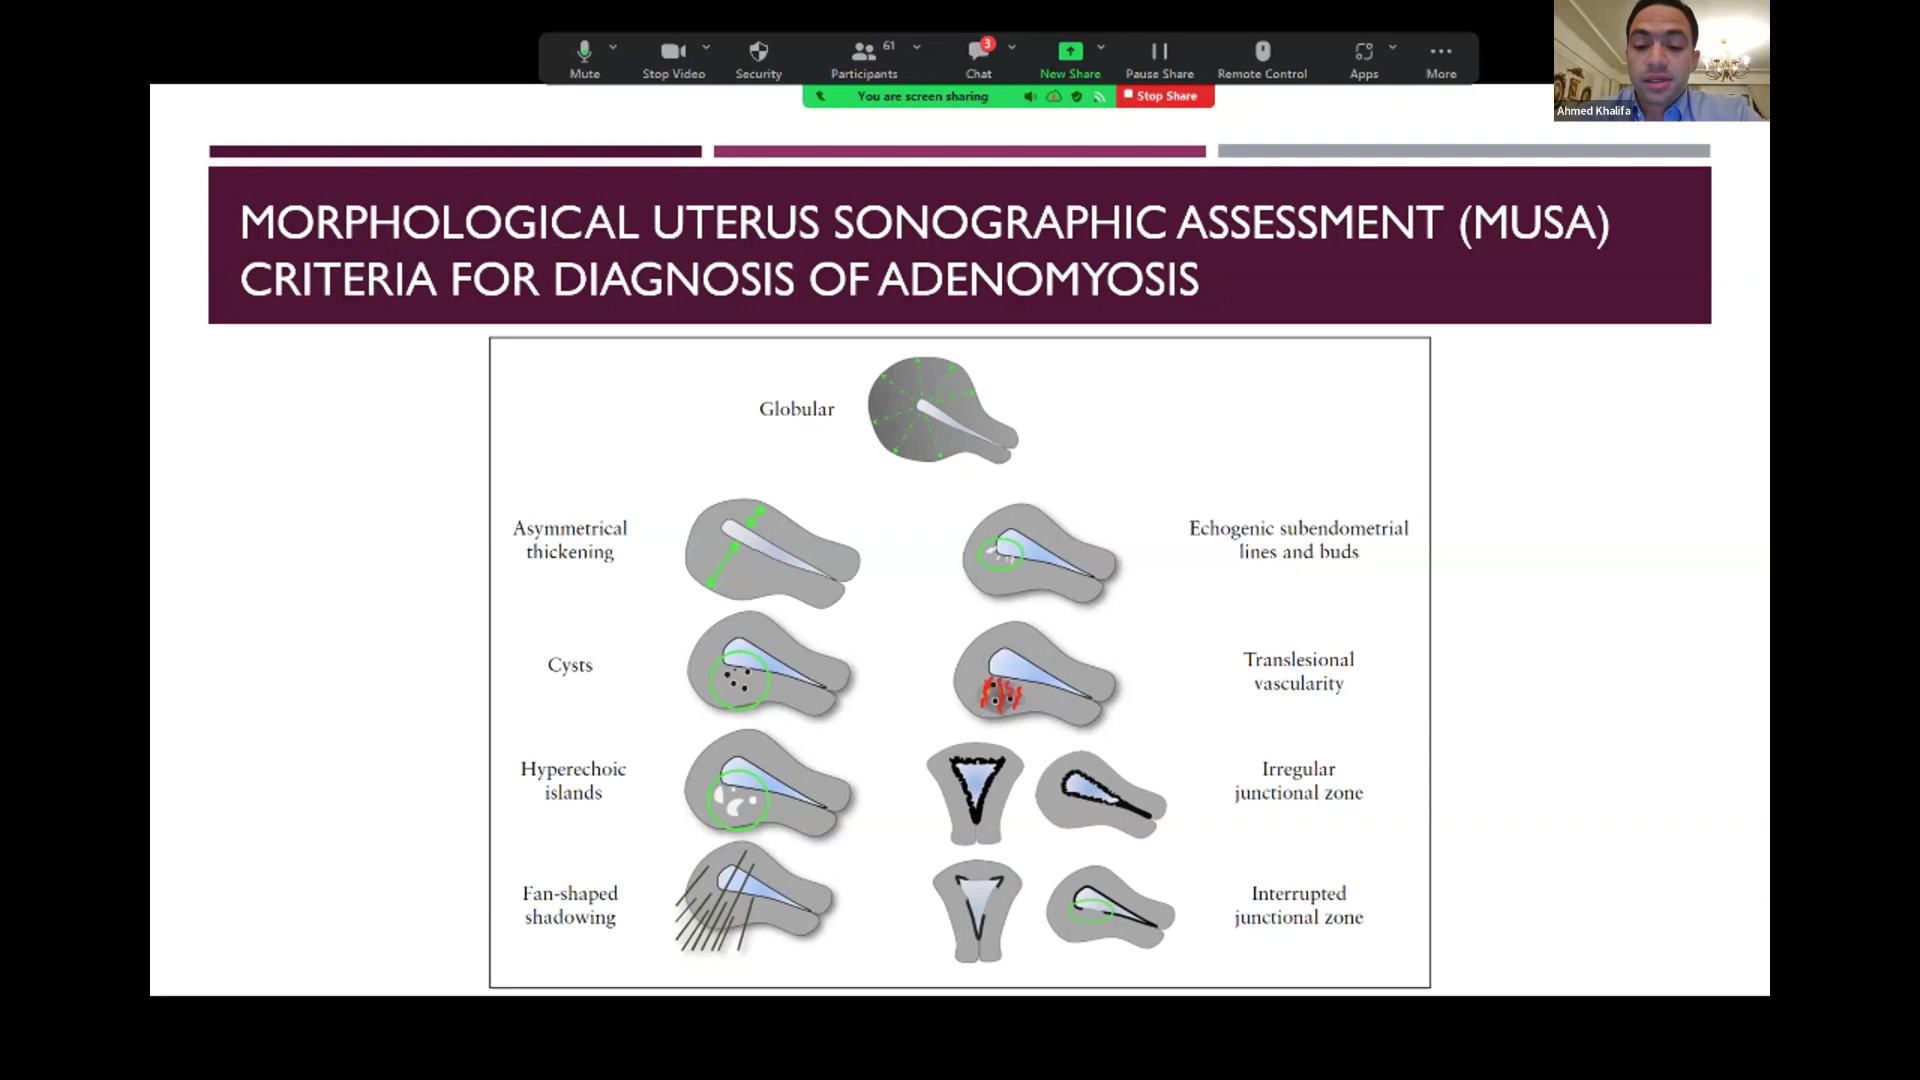 Mute
Stop Video
Security
61
Participants
3
Chat
New Share
Pause Share
Remote Control
Apps
More
You are screen sharing
Stop Share
Ahmed Khalifa
MORPHOLOGICAL UTERUS SONOGRAPHIC ASSESSMENT (MUSA)
CRITERIA FOR DIAGNOSIS OF ADENOMYOSIS
Globular
Asymmetrical
thickening
Echogenic subendometrial
lines and buds
Cysts
Translesional
vascularity
Hyperechoic
islands
Irregular
junctional zone
Fan-shaped
shadowing
Interrupted
junctional zone